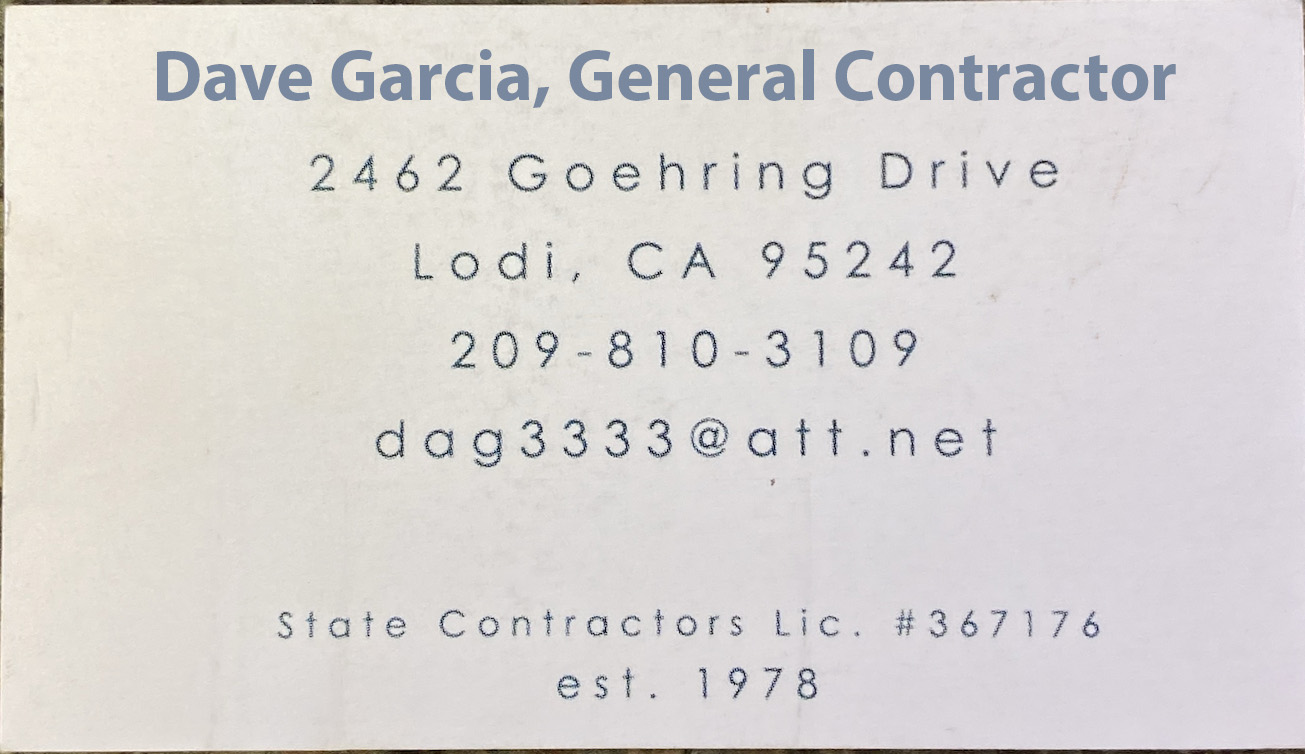 Dave Garcia, General Contractor
2462 Goehring Drive
Lodi, CA 95242
209-810-3109
dag3333@att.net
State Contractors Lic. #367176
est. 1978